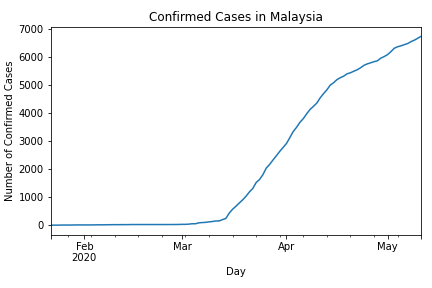 Confirmed Cases in Malaysia
7000
6000
5000
4000
3000
2000
1000
0
Number of Confirmed Cases
Feb
2020
Mar
Apr
May
Day